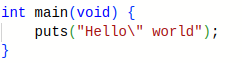 int main(void) {
    puts("Hello\" world");
}